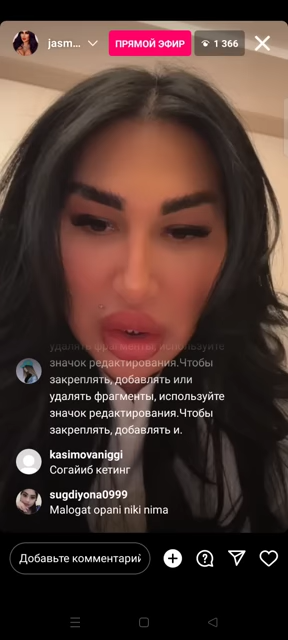 jasm...
ПРЯМОЙ ЭФИР
1 366
удалять фрагменты, используйте
значок редактирования.Чтобы
закреплять, добавлять или
удалять фрагменты, используйте
значок редактирования.Чтобы
закреплять, добавлять и.
kasimovaniggi
Согайиб кетинг
sugdiyona0999
Malogat opani niki nima
Добавьте комментарий